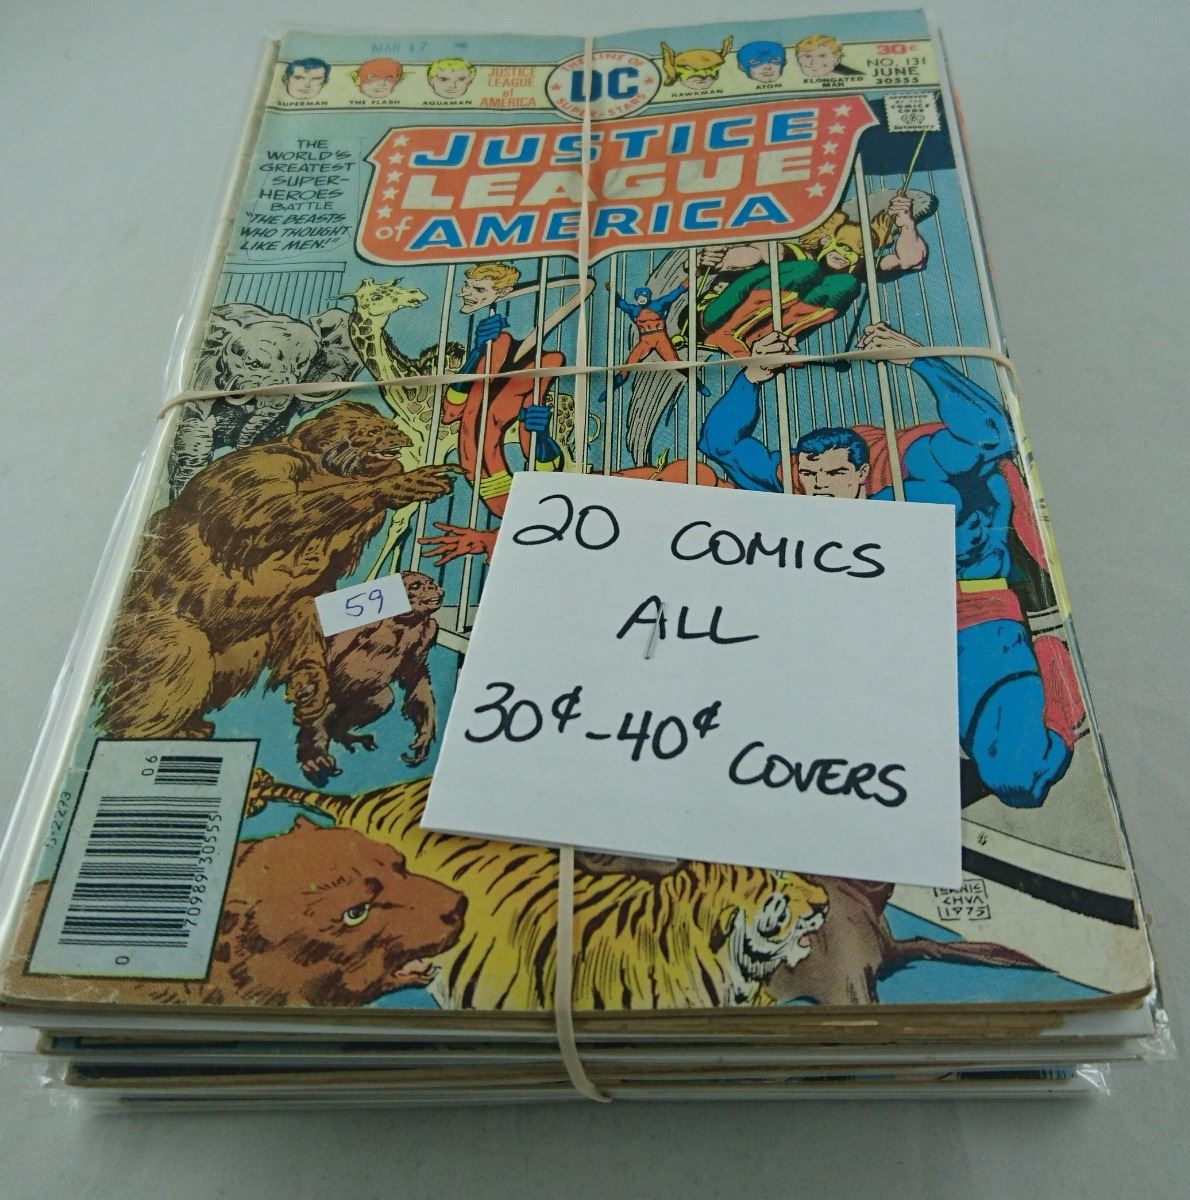 MAR 17
SUPERMAN
THE FLASH
AQUAMAN
JUSTICE
LEAGUE
of
AMERICA
THE LINE OF
DC
SUPER-STARS
HAWKMAN
ATOM
ELONGATED
MAN
30¢
NO. 131
JUNE
30555
APPROVED
BY THE
COMICS
CODE
AUTHORITY
THE
WORLD'S
GREATEST
SUPER-
HEROES
BATTLE
"THE BEASTS
WHO THOUGHT
LIKE MEN!"
JUSTICE
LEAGUE
of AMERICA
20 COMICS
ALL
30¢-40¢ COVERS
59
06
S-2293
70989 30555
0